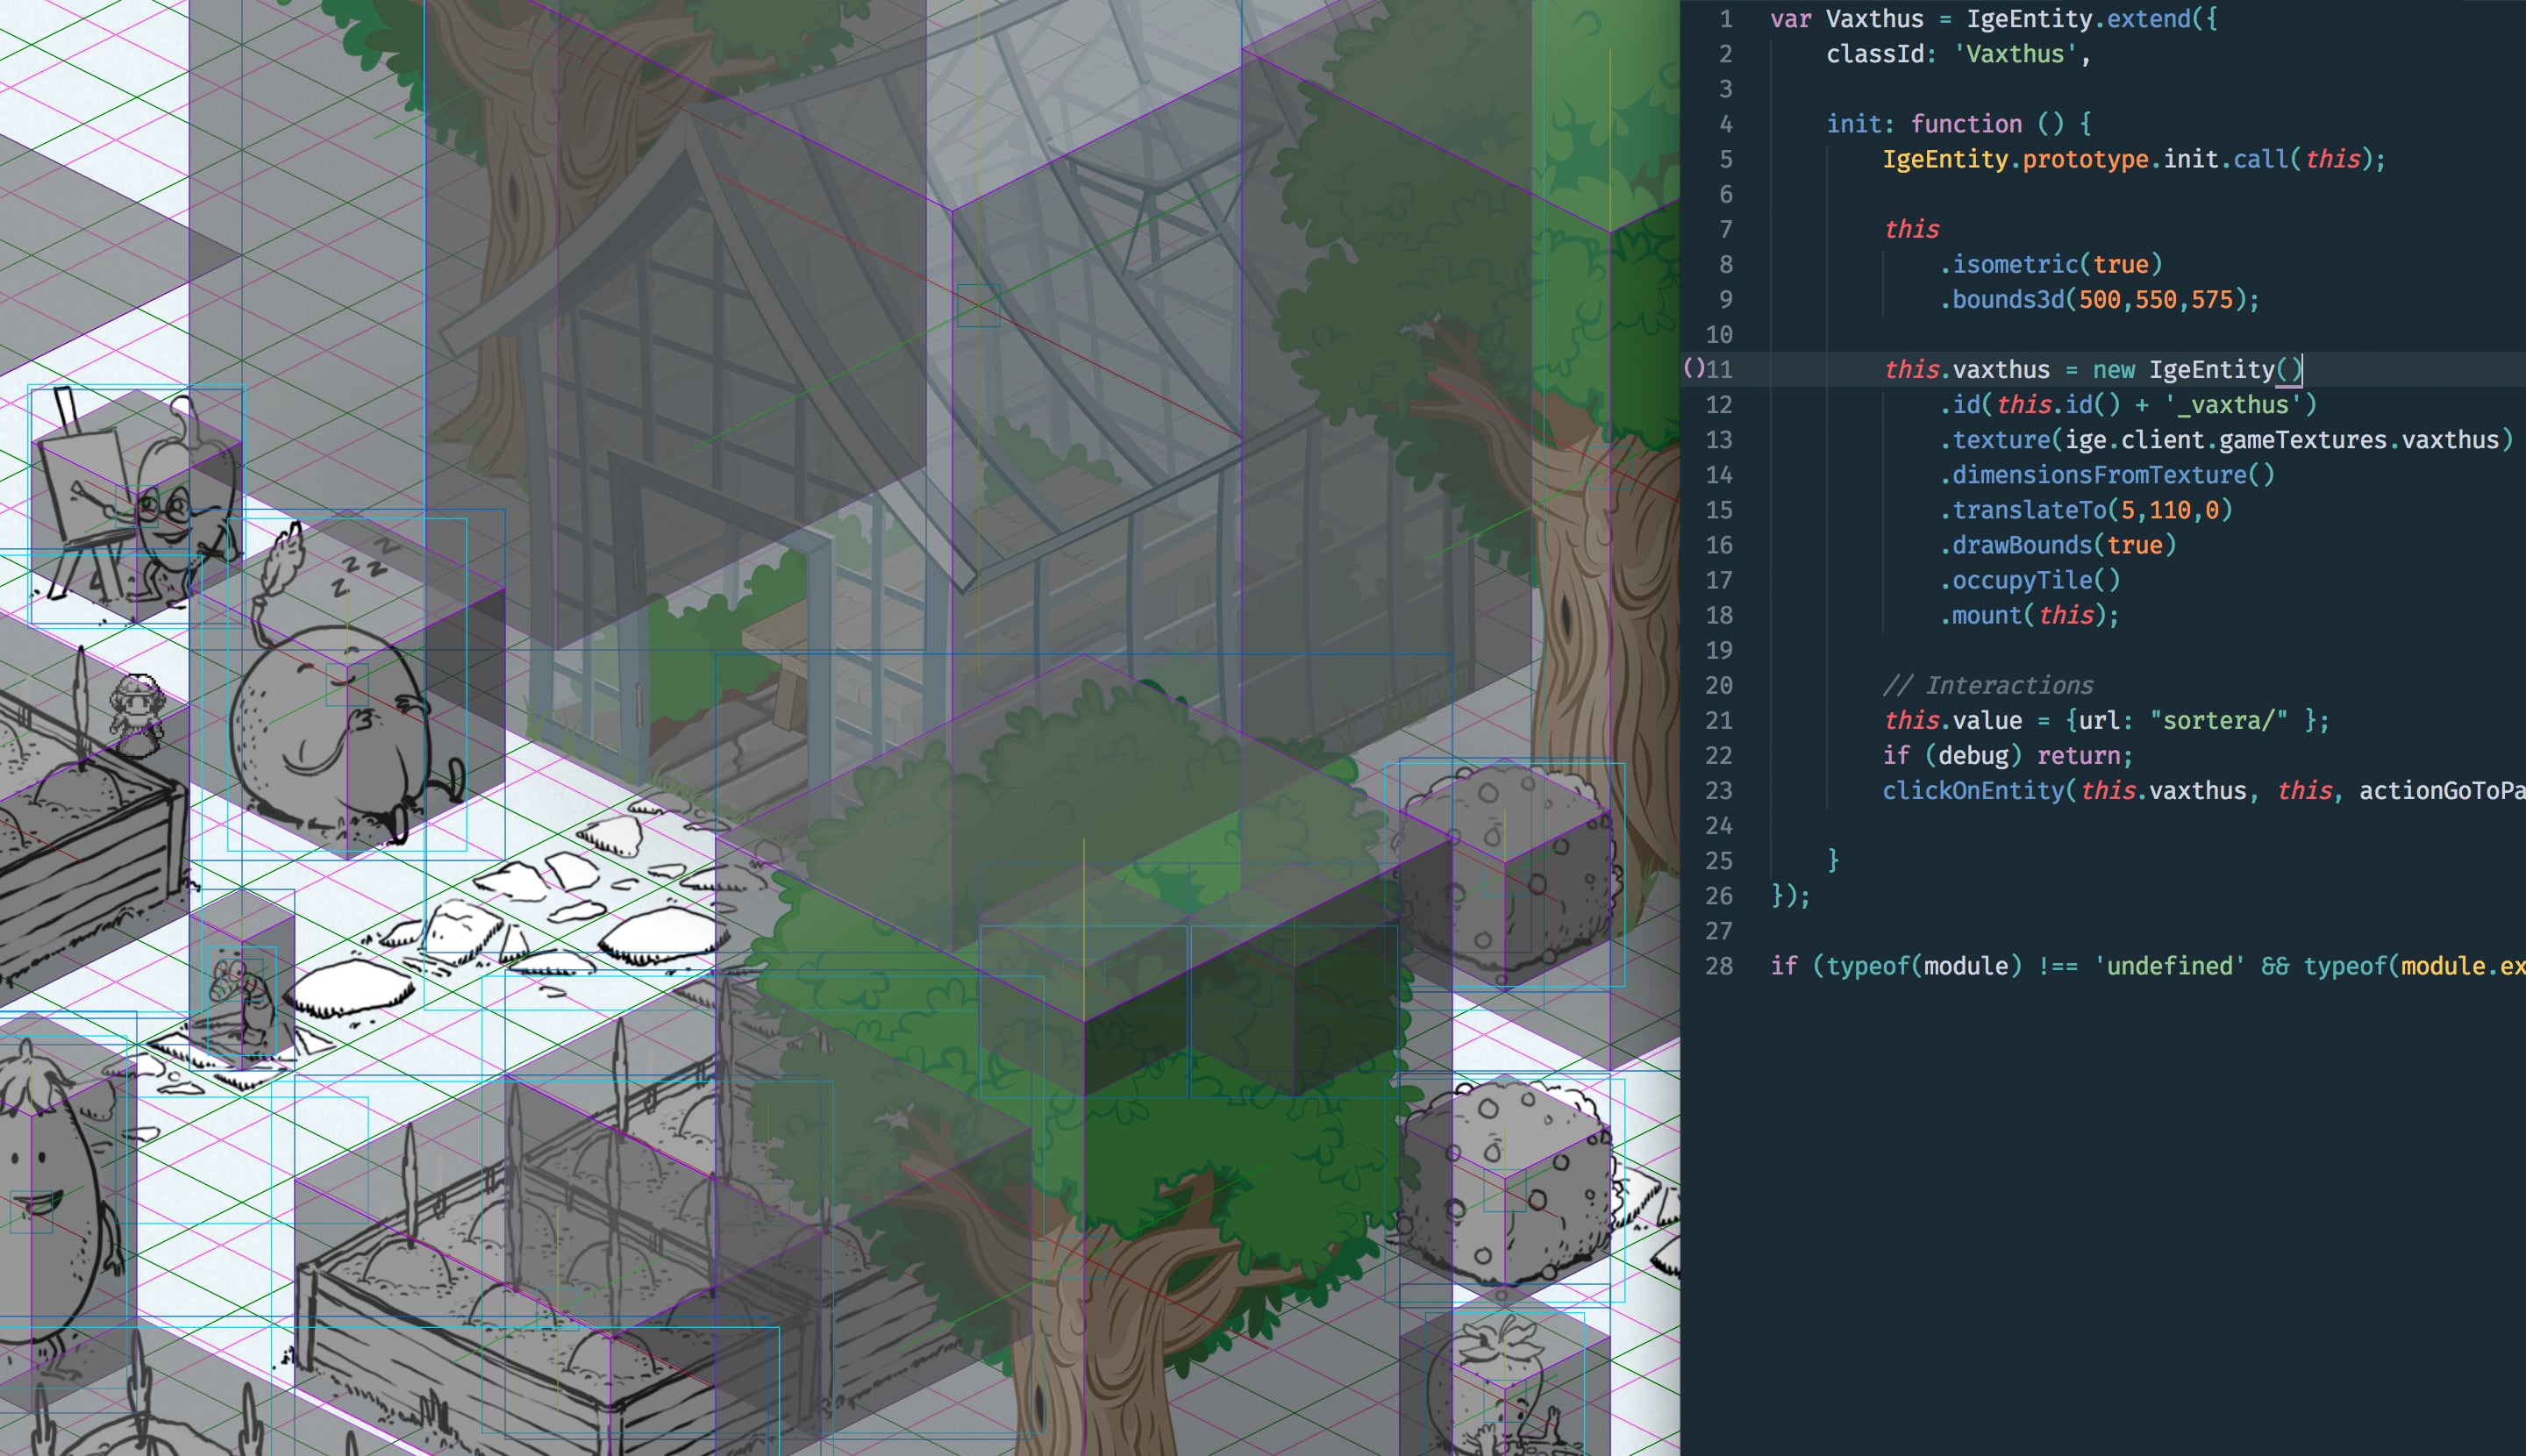 z z z z
1 var Vaxthus = IgeEntity.extend({
2 classId: 'Vaxthus',
3
4 init: function () {
5 IgeEntity.prototype.init.call(this);
6
7 this
8 .isometric(true)
9 .bounds3d(500,550,575);
10
()11 this.vaxthus = new IgeEntity()
12 .id(this.id() + '_vaxthus')
13 .texture(ige.client.gameTextures.vaxthus)
14 .dimensionsFromTexture()
15 .translateTo(5,110,0)
16 .drawBounds(true)
17 .occupyTile()
18 .mount(this);
19
20 // Interactions
21 this.value = {url: "sortera/" };
22 if (debug) return;
23 clickOnEntity(this.vaxthus, this, actionGoToPa
24
25 }
26 });
27
28 if (typeof(module) !== 'undefined' && typeof(module.ex